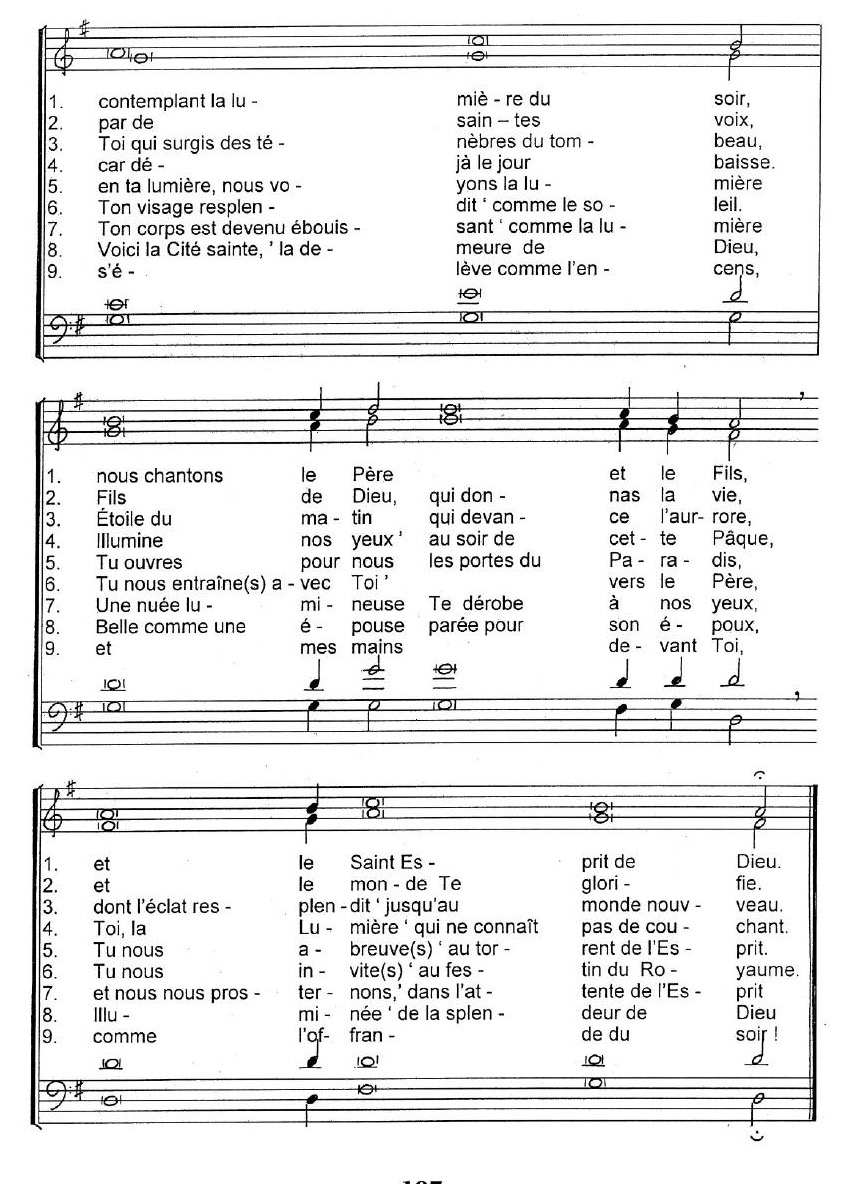 1. contemplant la lu - miè - re du soir,
2. par de sain – tes voix,
3. Toi qui surgis des té - nèbres du tom - beau,
4. car dé - jà le jour baisse.
5. en ta lumière, nous vo - yons la lu - mière
6. Ton visage resplen - dit ‘ comme le so - leil.
7. Ton corps est devenu ébouis - sant ‘ comme la lu - mière
8. Voici la Cité sainte, ’ la de - meure de Dieu,
9. s’é - lève comme l’en - cens,
1. nous chantons le Père et le Fils,
2. Fils de Dieu, qui don - nas la vie,
3. Étoile du ma - tin qui devan - ce l’aur- rore,
4. Illumine nos yeux ’ au soir de cet - te Pâque,
5. Tu ouvres pour nous les portes du Pa - ra - dis,
6. Tu nous entraîne(s) a - vec Toi ’ vers le Père,
7. Une nuée lu - mi - neuse Te dérobe à nos yeux,
8. Belle comme une é - pouse parée pour son é - poux,
9. et mes mains de - vant Toi,
1. et le Saint Es - prit de Dieu.
2. et le mon - de Te glori - fie.
3. dont l’éclat res - plen - dit ‘ jusqu’au monde nouv - veau.
4. Toi, la Lu - mière ‘ qui ne connaît pas de cou - chant.
5. Tu nous a - breuve(s) ‘ au tor - rent de l’Es - prit.
6. Tu nous in - vite(s) ‘ au fes - tin du Ro - yaume.
7. et nous nous pros - ter - nons,’ dans l’at - tente de l’Es - prit
8. Illu - mi - née ‘ de la splen - deur de Dieu
9. comme l’of- fran - de du soir !